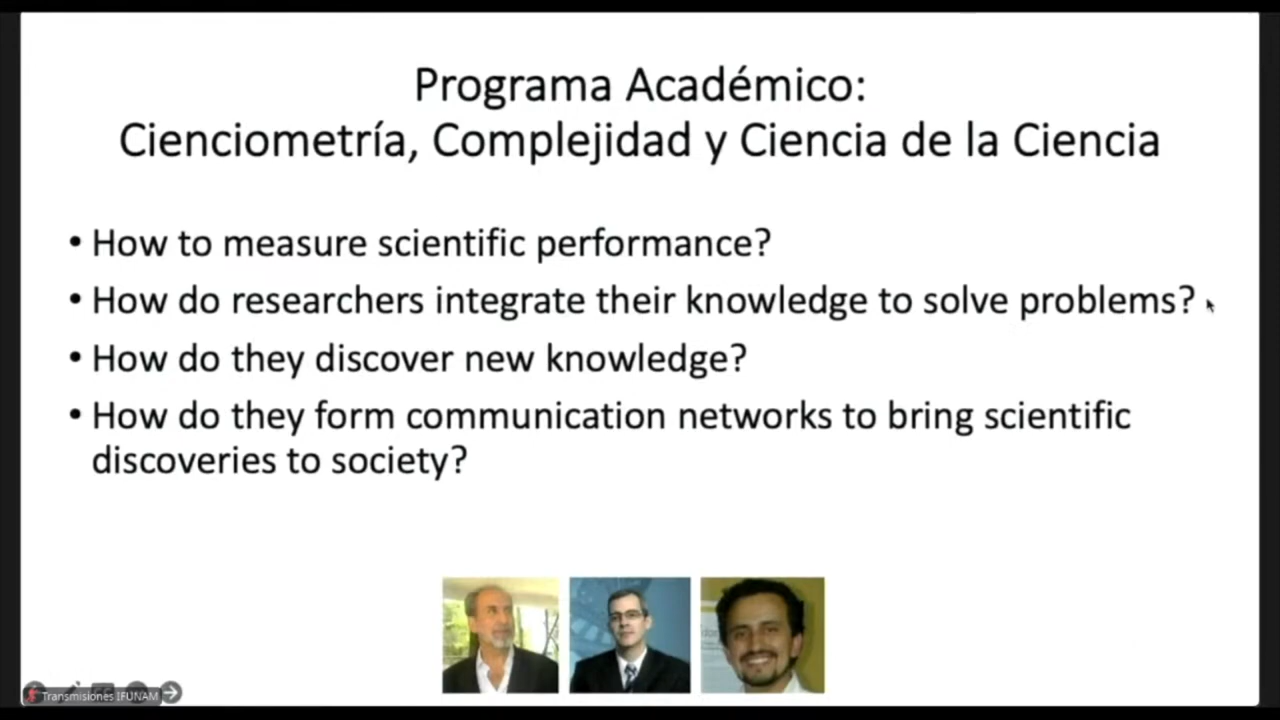 Programa Académico:
Cienciometría, Complejidad y Ciencia de la Ciencia
• How to measure scientific performance?
• How do researchers integrate their knowledge to solve problems?
• How do they discover new knowledge?
• How do they form communication networks to bring scientific
discoveries to society?
Transmisiones IFUNAM